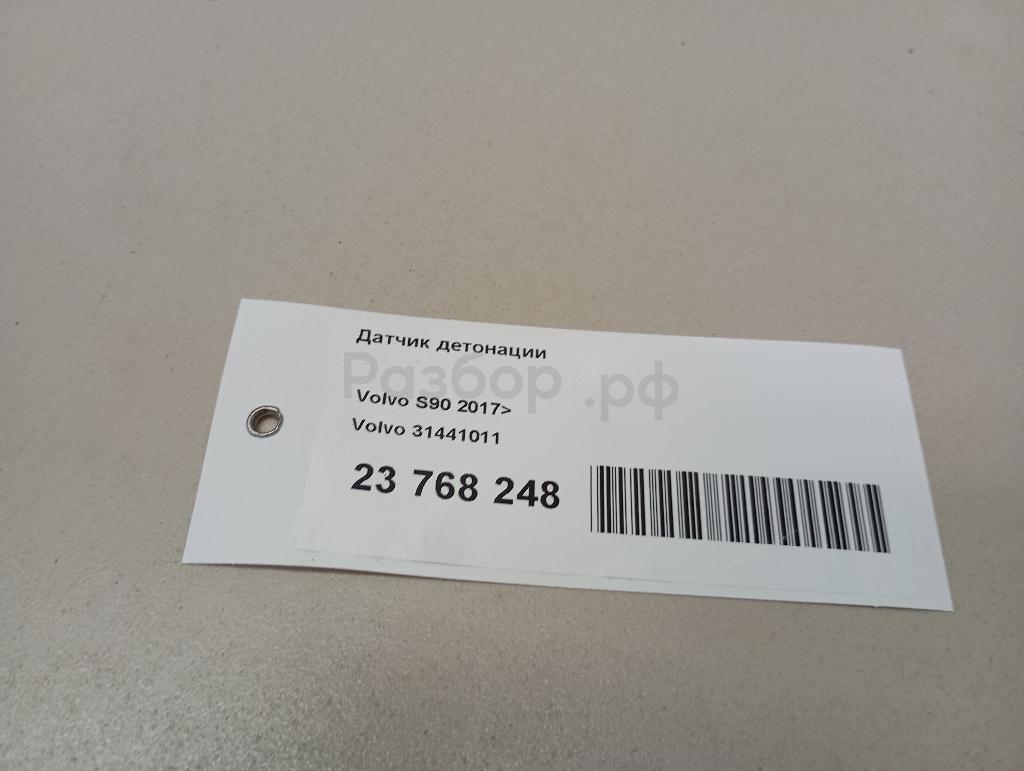 Датчик детонации
Разбор .рф
Volvo S90 2017>
Volvo 31441011
23 768 248